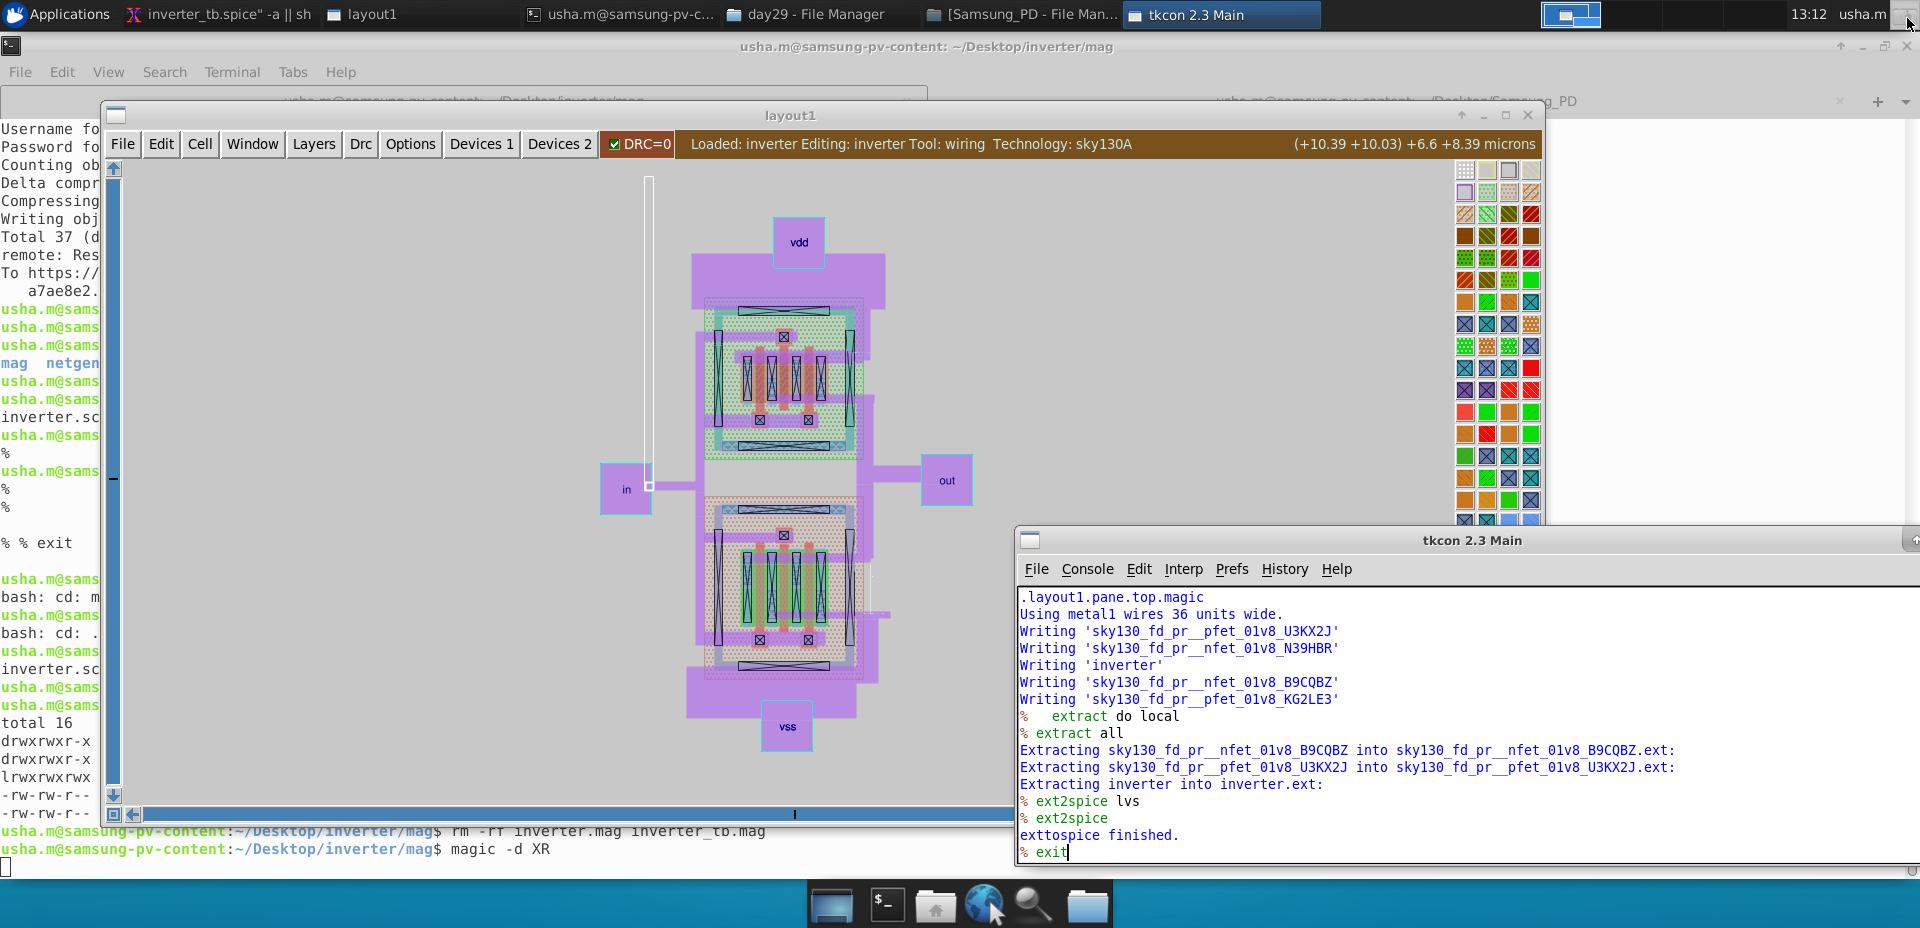 Applications
inverter_tb.spice" -a || sh
layout1
usha.m@samsung-pv-c...
day29 - File Manager
[Samsung_PD - File Man...
tkcon 2.3 Main
13:12
usha.m
usha.m@samsung-pv-content: ~/Desktop/inverter/mag
File Edit View Search Terminal Tabs Help
layout1
File Edit Cell Window Layers Drc Options Devices 1 Devices 2 DRC=0 Loaded: inverter Editing: inverter Tool: wiring Technology: sky130A (+10.39 +10.03) +6.6 +8.39 microns
vdd
in
out
vss
Username fo
Password fo
Counting ob
Delta compr
Compressing
Writing obj
Total 37 (d
remote: Res
To https://
a7ae8e2.
usha.m@sams
usha.m@sams
usha.m@sams
mag netgen
usha.m@sams
inverter.sc
usha.m@sams
%
usha.m@sams
%
%
% % exit
usha.m@sams
bash: cd: m
usha.m@sams
bash: cd: .
usha.m@sams
inverter.sc
usha.m@sams
usha.m@sams
total 16
drwxrwxr-x
drwxrwxr-x
lrwxrwxrwx
-rw-rw-r--
-rw-rw-r--
usha.m@samsung-pv-content:~/Desktop/inverter/mag$ rm -rf inverter.mag inverter_tb.mag
usha.m@samsung-pv-content:~/Desktop/inverter/mag$ magic -d XR
tkcon 2.3 Main
File Console Edit Interp Prefs History Help
.layout1.pane.top.magic
Using metal1 wires 36 units wide.
Writing 'sky130_fd_pr__pfet_01v8_U3KX2J'
Writing 'sky130_fd_pr__nfet_01v8_N39HBR'
Writing 'inverter'
Writing 'sky130_fd_pr__nfet_01v8_B9CQBZ'
Writing 'sky130_fd_pr__pfet_01v8_KG2LE3'
% extract do local
% extract all
Extracting sky130_fd_pr__nfet_01v8_B9CQBZ into sky130_fd_pr__nfet_01v8_B9CQBZ.ext:
Extracting sky130_fd_pr__pfet_01v8_U3KX2J into sky130_fd_pr__pfet_01v8_U3KX2J.ext:
Extracting inverter into inverter.ext:
% ext2spice lvs
% ext2spice
exttospice finished.
% exit